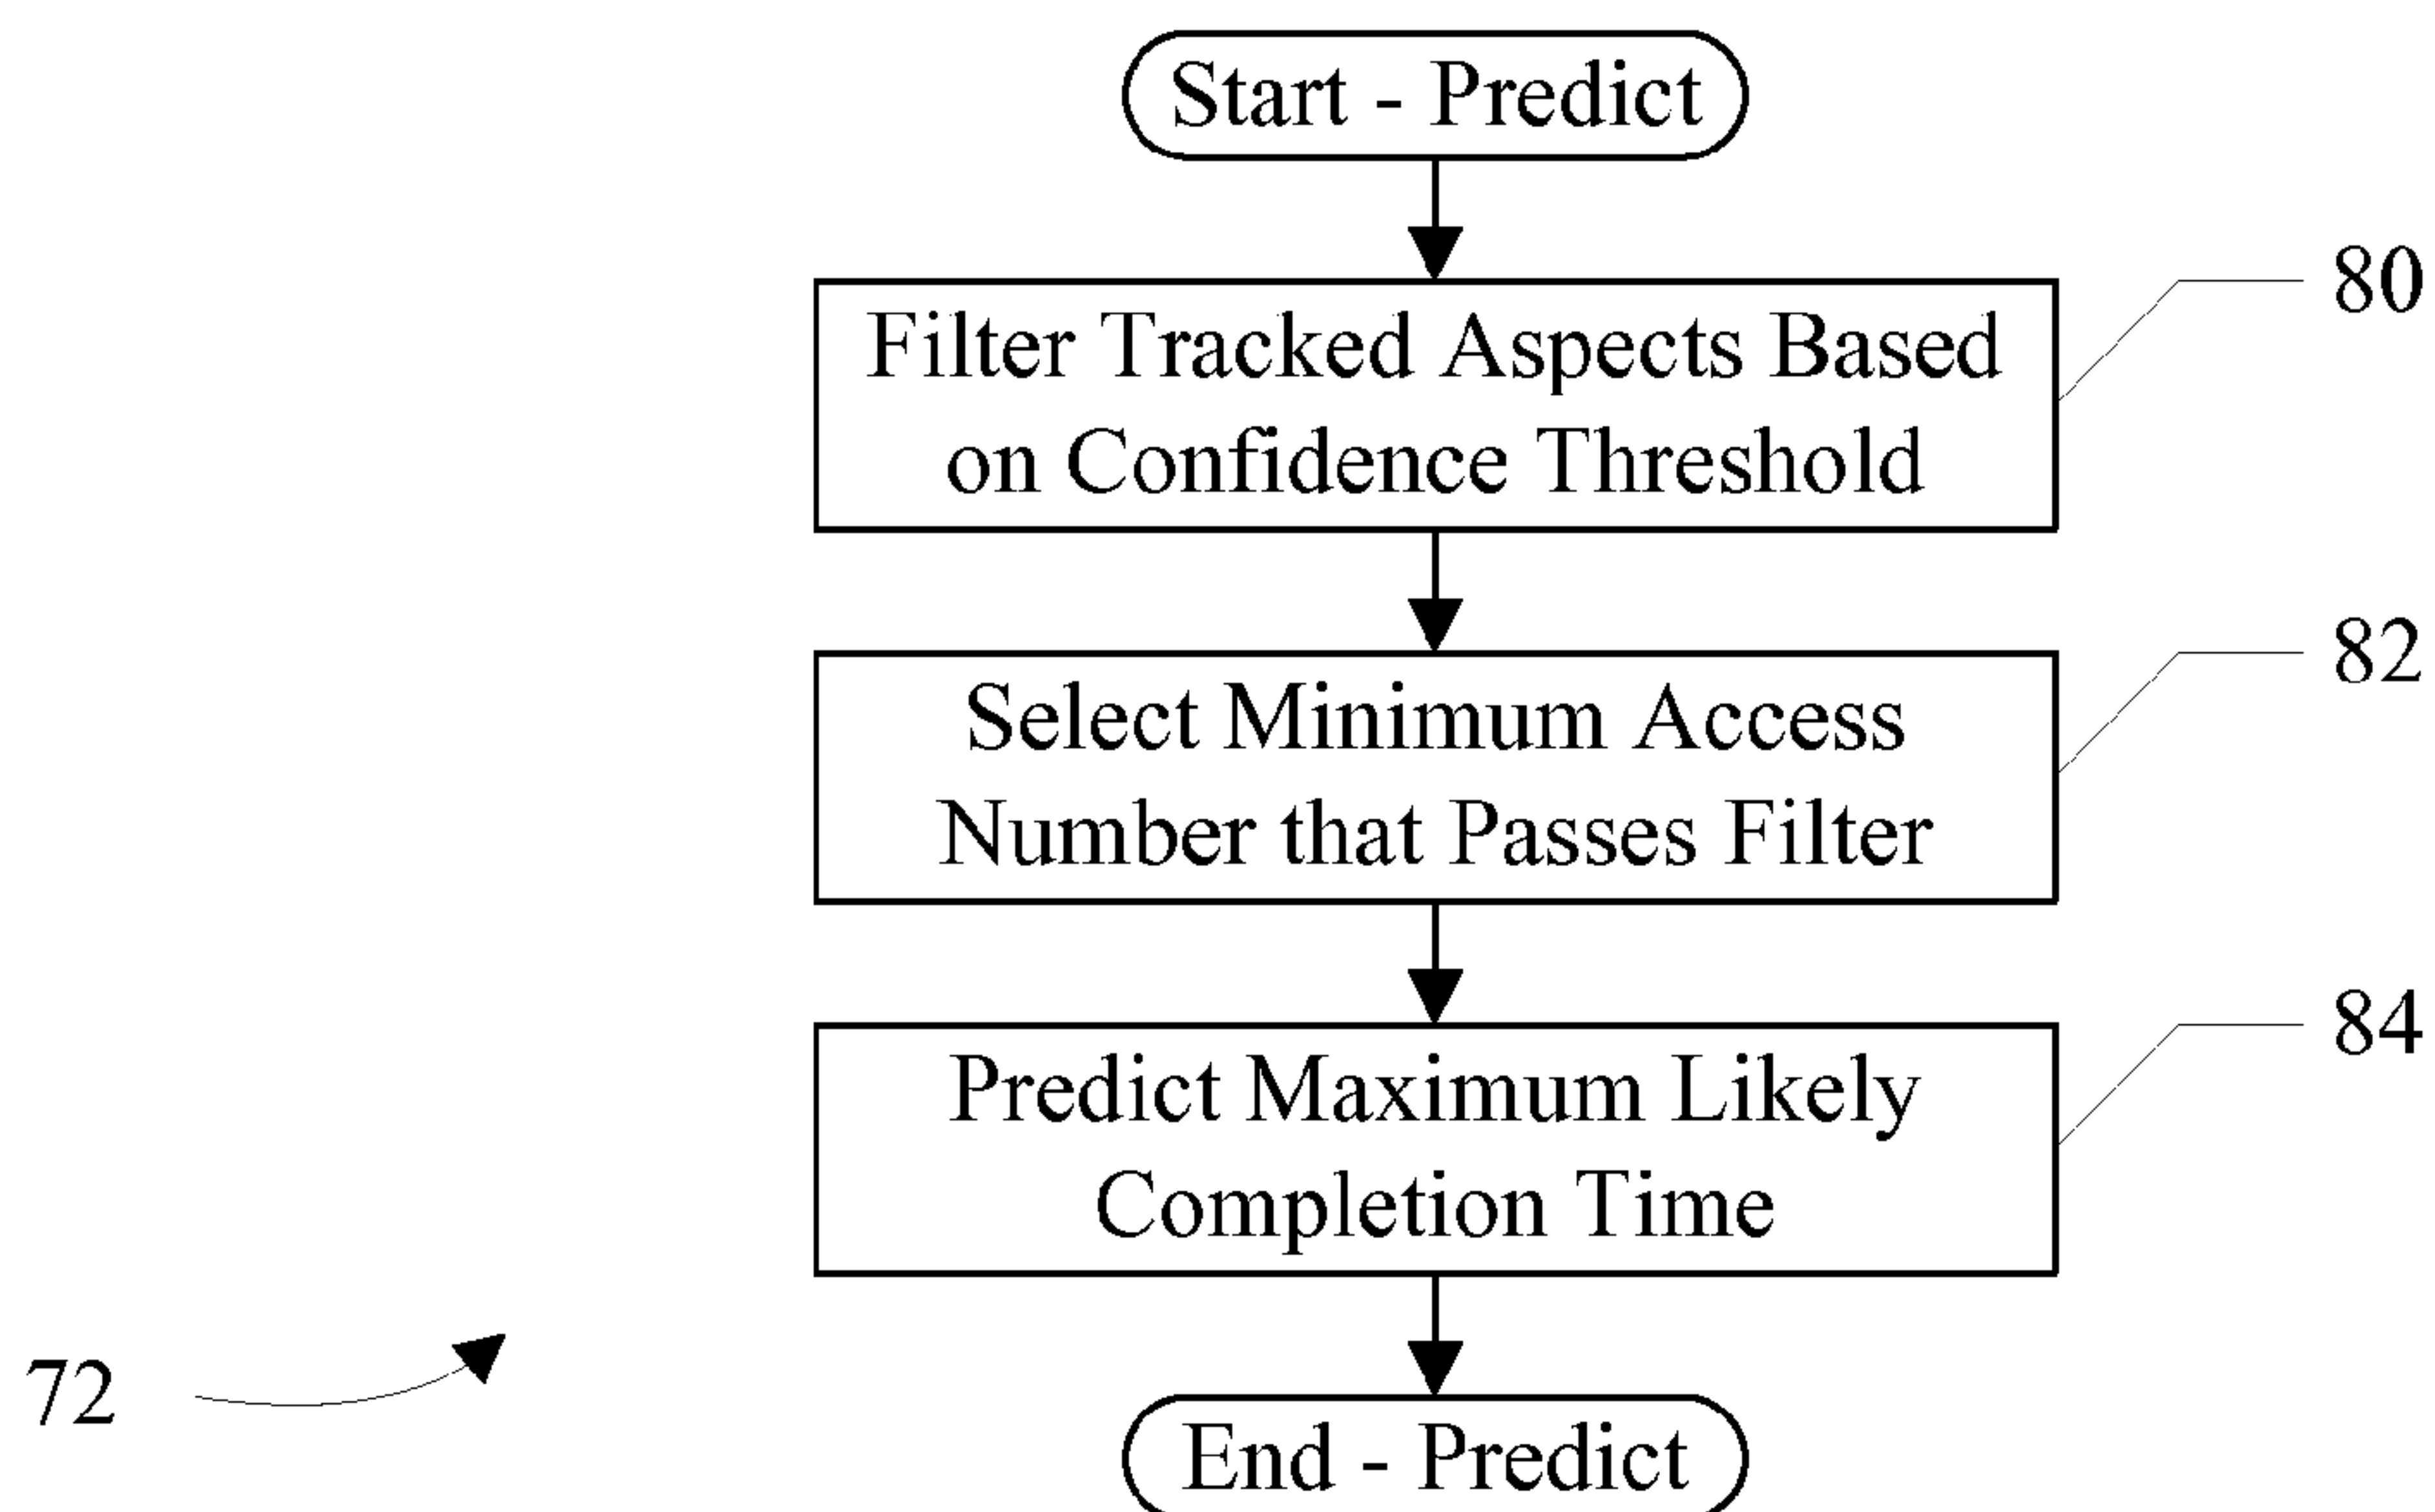 Start - Predict
Filter Tracked Aspects Based
on Confidence Threshold
80
Select Minimum Access
Number that Passes Filter
82
Predict Maximum Likely
Completion Time
84
72
End - Predict